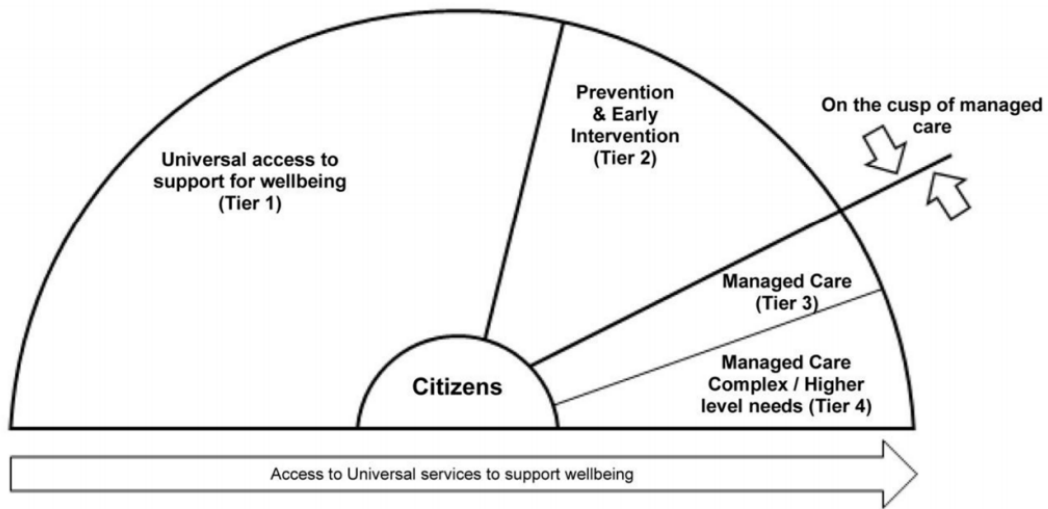 Prevention
& Early
Intervention
(Tier 2)
On the cusp of managed
care
Universal access to
support for wellbeing
(Tier 1)
Managed Care
(Tier 3)
Managed Care
Complex / Higher
level needs (Tier 4)
Citizens
Access to Universal services to support wellbeing